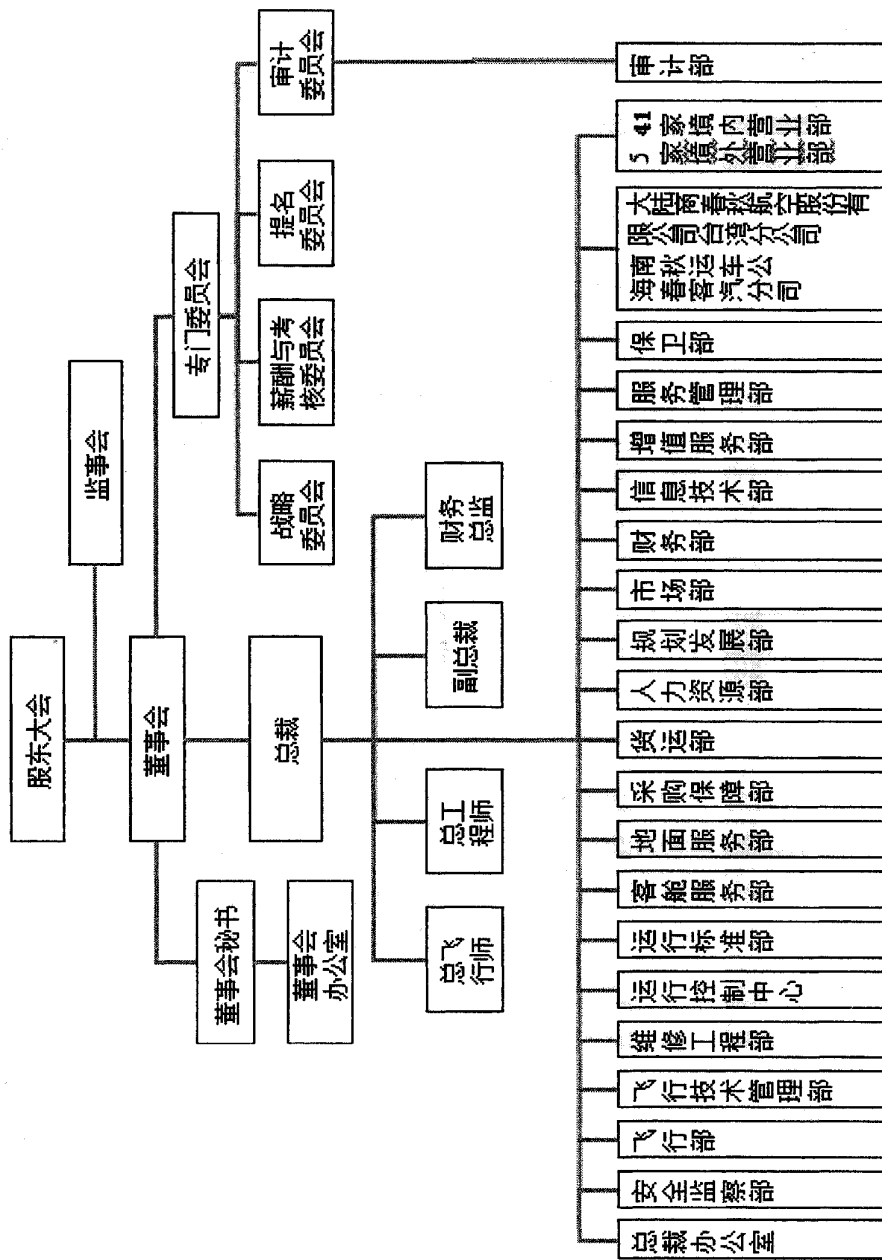 股东大会
监事会
董事会
董事会秘书
董事会
办公室
专门委员会
总裁
战略
委员会
薪酬与考
核委员会
提名
委员会
审计
委员会
总飞
行师
总工
程师
副总裁
财务
总监
总裁办公室
安全监察部
飞行部
飞行技术管理部
维修工程部
运行控制中心
运行标准部
客舱服务部
地面服务部
采购保障部
货运部
人力资源部
规划发展部
市场部
财务部
信息技术部
增值服务部
服务管理部
保卫部
海南
春秋
客运
汽车
分公
司
大陆商春秋航空股份有
限公司台湾分公司
41 家境内营业部
5 家境外营业部
审计部